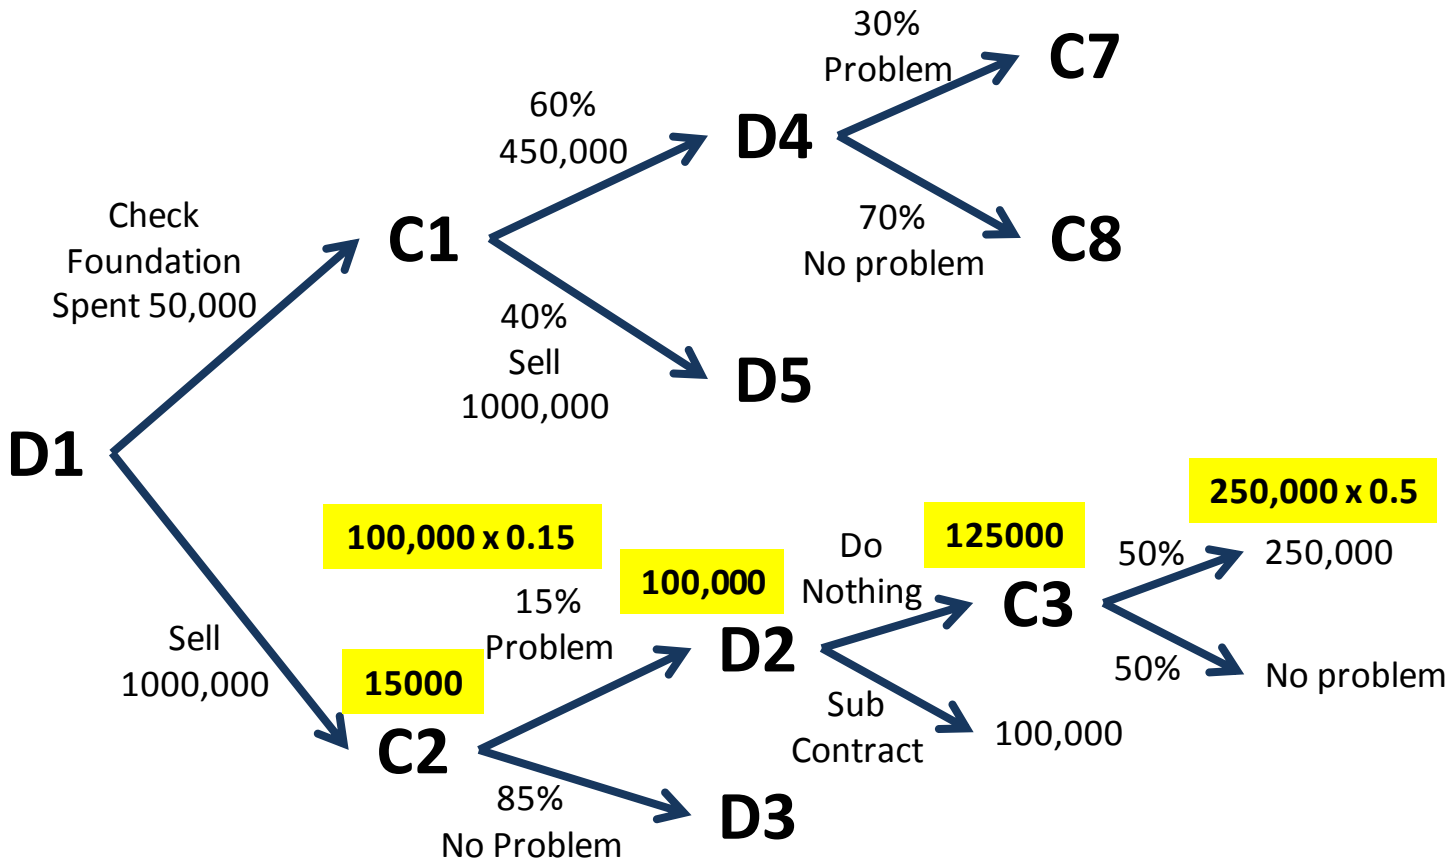 30%
Problem
C7
60%
450,000
D4
70%
No problem
C8
Check
Foundation
Spent 50,000
C1
40%
Sell
1000,000
D5
D1
250,000 x 0.5
100,000 x 0.15
125000
Do
Nothing
50%
250,000
100,000
15%
Problem
C3
D2
50%
No problem
Sell
1000,000
15000
Sub
Contract
100,000
C2
85%
No Problem
D3